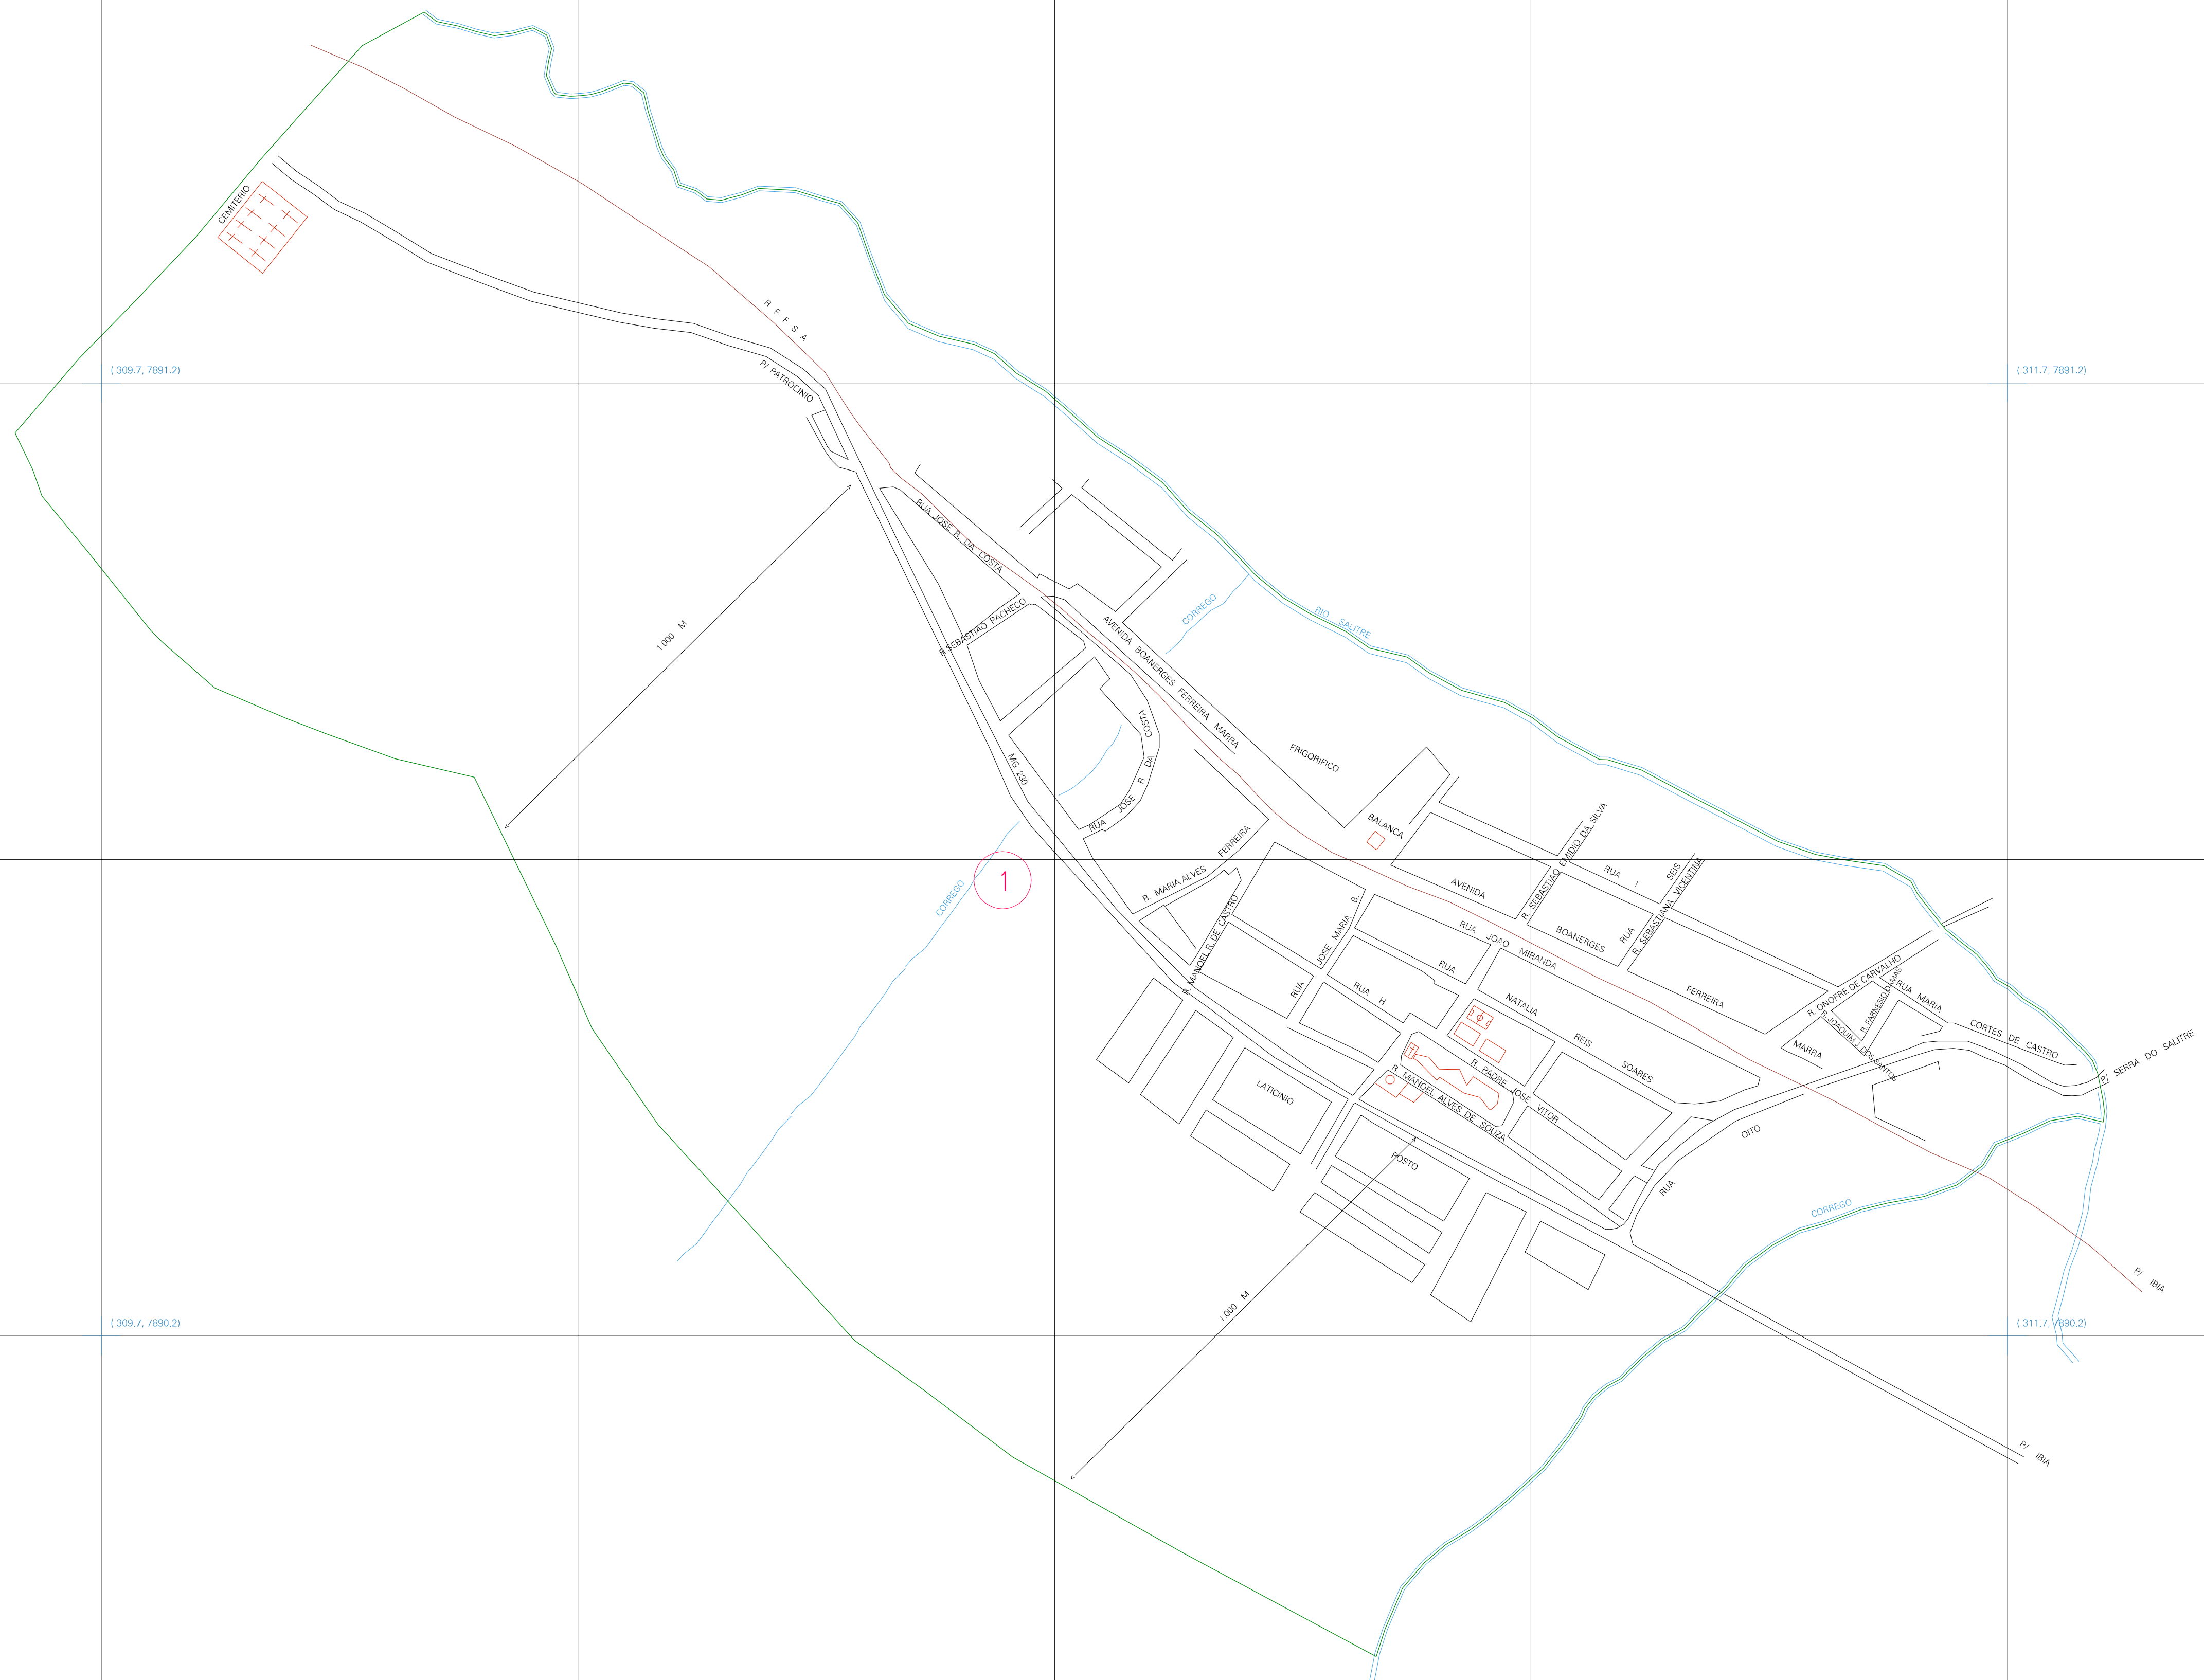 CEMITERIO
R F F S A
P/ PATROCINIO
( 309.7, 7891.2)
( 311.7, 7891.2)
RUA JOSE R. DA COSTA
R SEBASTIAO PACHECO
1.000 M
CORREGO
RIO SALITRE
AVENIDA BOANERGES FERREIRA MARRA
MG 230
RUA JOSE R. DA COSTA
FRIGORIFICO
BALANCA
R. MARIA ALVES FERREIRA
1
CORREGO
R. MANOEL R. DE CASTRO
RUA JOSE MARIA B.
AVENIDA BOANERGES FERREIRA MARRA
R. SEBASTIAO EMIDIO DA SILVA
RUA I
RUA SEIS
R. SEBASTIANA VICENTINA
RUA JOAO MIRANDA
RUA NATALIA REIS SOARES
RUA H
R. ONOFRE DE CARVALHO
R. FARNESIO DAMAS
RUA MARIA CORTES DE CASTRO
R. JOAQUIM J. DOS SANTOS
P/ SERRA DO SALITRE
R. PADRE JOSE VITOR
R. MANOEL ALVES DE SOUZA
LATICINIO
POSTO
RUA OITO
CORREGO
P/ IBIA
1.000 M
( 309.7, 7890.2)
( 311.7, 7890.2)
P/ IBIA